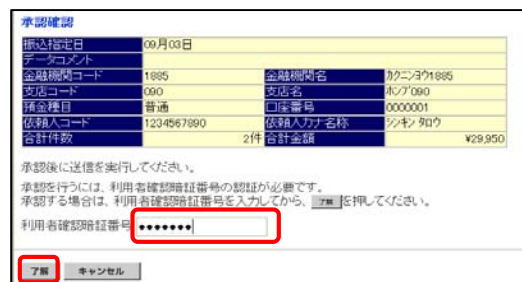 承認確認
振込指定日 09月03日
データコメント
金融機関コード 1885 金融機関名 カクニンヨウ1885
支店コード 090 支店名 ホンテﾞ090
預金種目 普通 口座番号 0000001
依頼人コード 1234567890 依頼人カナ名称 シンキン タロウ
合計件数 2件 合計金額 ¥29,950
承認後に送信を実行してください。
承認を行うには、利用者確認暗証番号の認証が必要です。
承認する場合は、利用者確認暗証番号を入力してから、 了解 を押してください。
利用者確認暗証番号 ●●●●●●●
了解 キャンセル